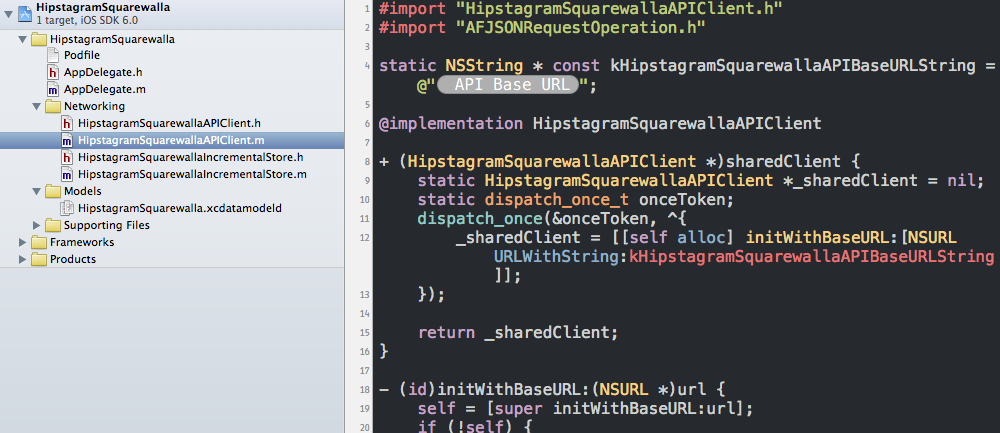 HipstagramSquarewalla
1 target, iOS SDK 6.0
HipstagramSquarewalla
Podfile
h AppDelegate.h
m AppDelegate.m
Networking
h HipstagramSquarewallaAPIClient.h
m HipstagramSquarewallaAPIClient.m
h HipstagramSquarewallaIncrementalStore.h
m HipstagramSquarewallaIncrementalStore.m
Models
HipstagramSquarewalla.xcdatamodeld
Supporting Files
Frameworks
Products
1 #import "HipstagramSquarewallaAPIClient.h"
2 #import "AFJSONRequestOperation.h"
3
4 static NSString * const kHipstagramSquarewallaAPIBaseURLString =
@" API Base URL ";
5
6 @implementation HipstagramSquarewallaAPIClient
7
8 + (HipstagramSquarewallaAPIClient *)sharedClient {
9 static HipstagramSquarewallaAPIClient *_sharedClient = nil;
10 static dispatch_once_t onceToken;
11 dispatch_once(&onceToken, ^{
12 _sharedClient = [[self alloc] initWithBaseURL:[NSURL
URLWithString:kHipstagramSquarewallaAPIBaseURLString
]];
13 });
14
15 return _sharedClient;
16 }
17
18 - (id)initWithBaseURL:(NSURL *)url {
19 self = [super initWithBaseURL:url];
20 if (!self) {